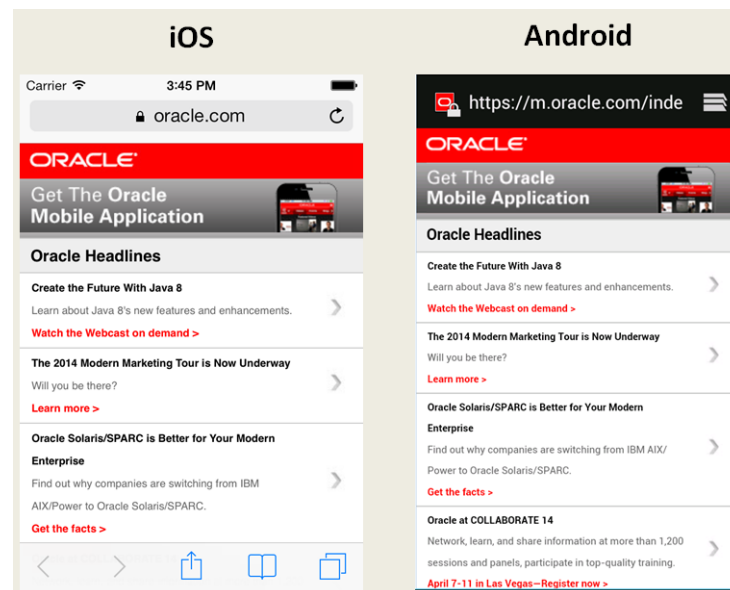 iOS
Carrier
3:45 PM
oracle.com
ORACLE
Get The Oracle
Mobile Application
Oracle Headlines
Create the Future With Java 8
Learn about Java 8's new features and enhancements.
Watch the Webcast on demand >
The 2014 Modern Marketing Tour is Now Underway
Will you be there?
Learn more >
Oracle Solaris/SPARC is Better for Your Modern
Enterprise
Find out why companies are switching from IBM
AIX/Power to Oracle Solaris/SPARC.
Get the facts >
Android
https://m.oracle.com/inde
ORACLE
Get The Oracle
Mobile Application
Oracle Headlines
Create the Future With Java 8
Learn about Java 8's new features and enhancements.
Watch the Webcast on demand >
The 2014 Modern Marketing Tour is Now Underway
Will you be there?
Learn more >
Oracle Solaris/SPARC is Better for Your Modern
Enterprise
Find out why companies are switching from IBM AIX/
Power to Oracle Solaris/SPARC.
Get the facts >
Oracle at COLLABORATE 14
Network, learn, and share information at more than 1,200
sessions and panels, participate in top-quality training.
April 7-11 in Las Vegas—Register now >